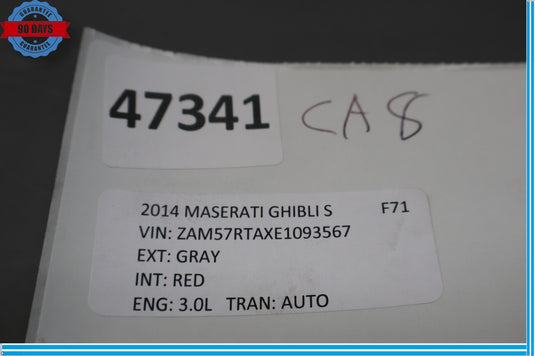 GUARANTEE
90 DAYS
GUARANTEE
47341 CA8
2014 MASERATI GHIBLI S F71
VIN: ZAM57RTAXE1093567
EXT: GRAY
INT: RED
ENG: 3.0L TRAN: AUTO